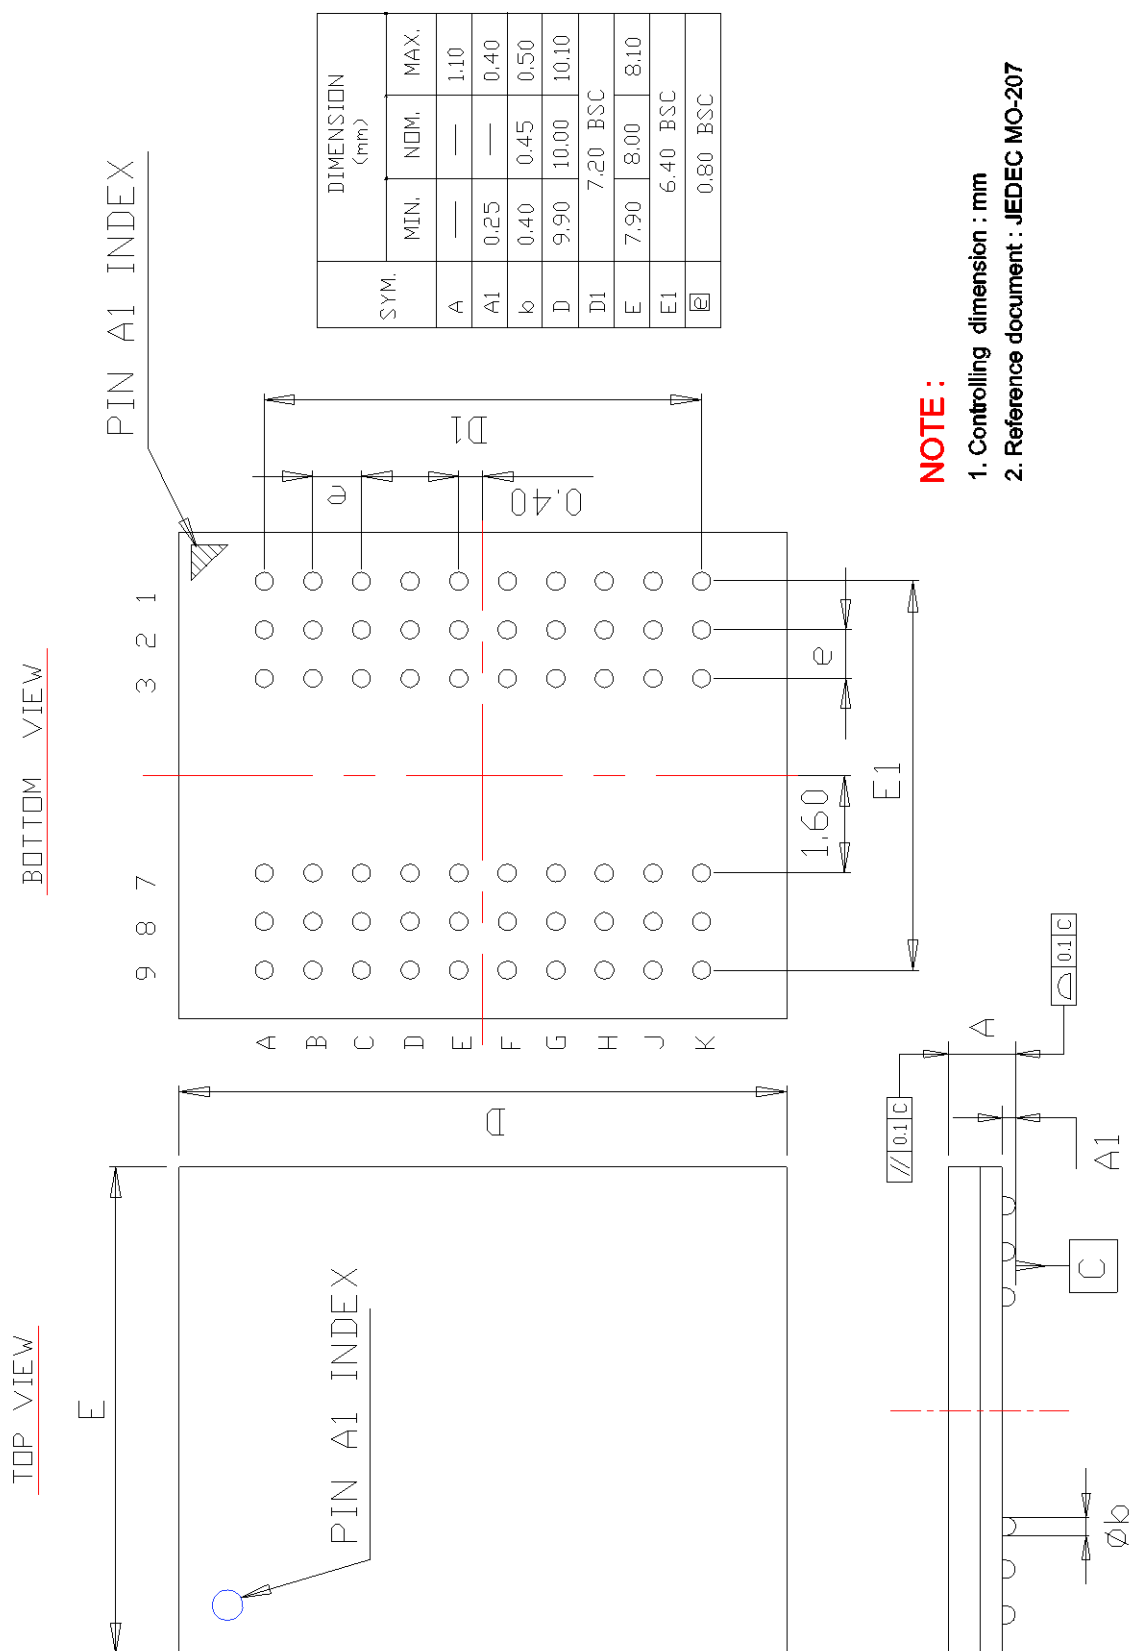 TOP VIEW
E
PIN A1 INDEX
D
BOTTOM VIEW
9 8 7 3 2 1
PIN A1 INDEX
A
B
C
D
E
F
G
H
J
K
e
D1
0.40
1.60
e
E1
Øb
C
A1
A
// 0.1 C
0.1 C
SYM. DIMENSION
(mm)
MIN. NOM. MAX.
A — — 1.10
A1 0.25 — 0.40
b 0.40 0.45 0.50
D 9.90 10.00 10.10
D1 7.20 BSC
E 7.90 8.00 8.10
E1 6.40 BSC
e 0.80 BSC
NOTE :
1. Controlling dimension : mm
2. Reference document : JEDEC MO-207